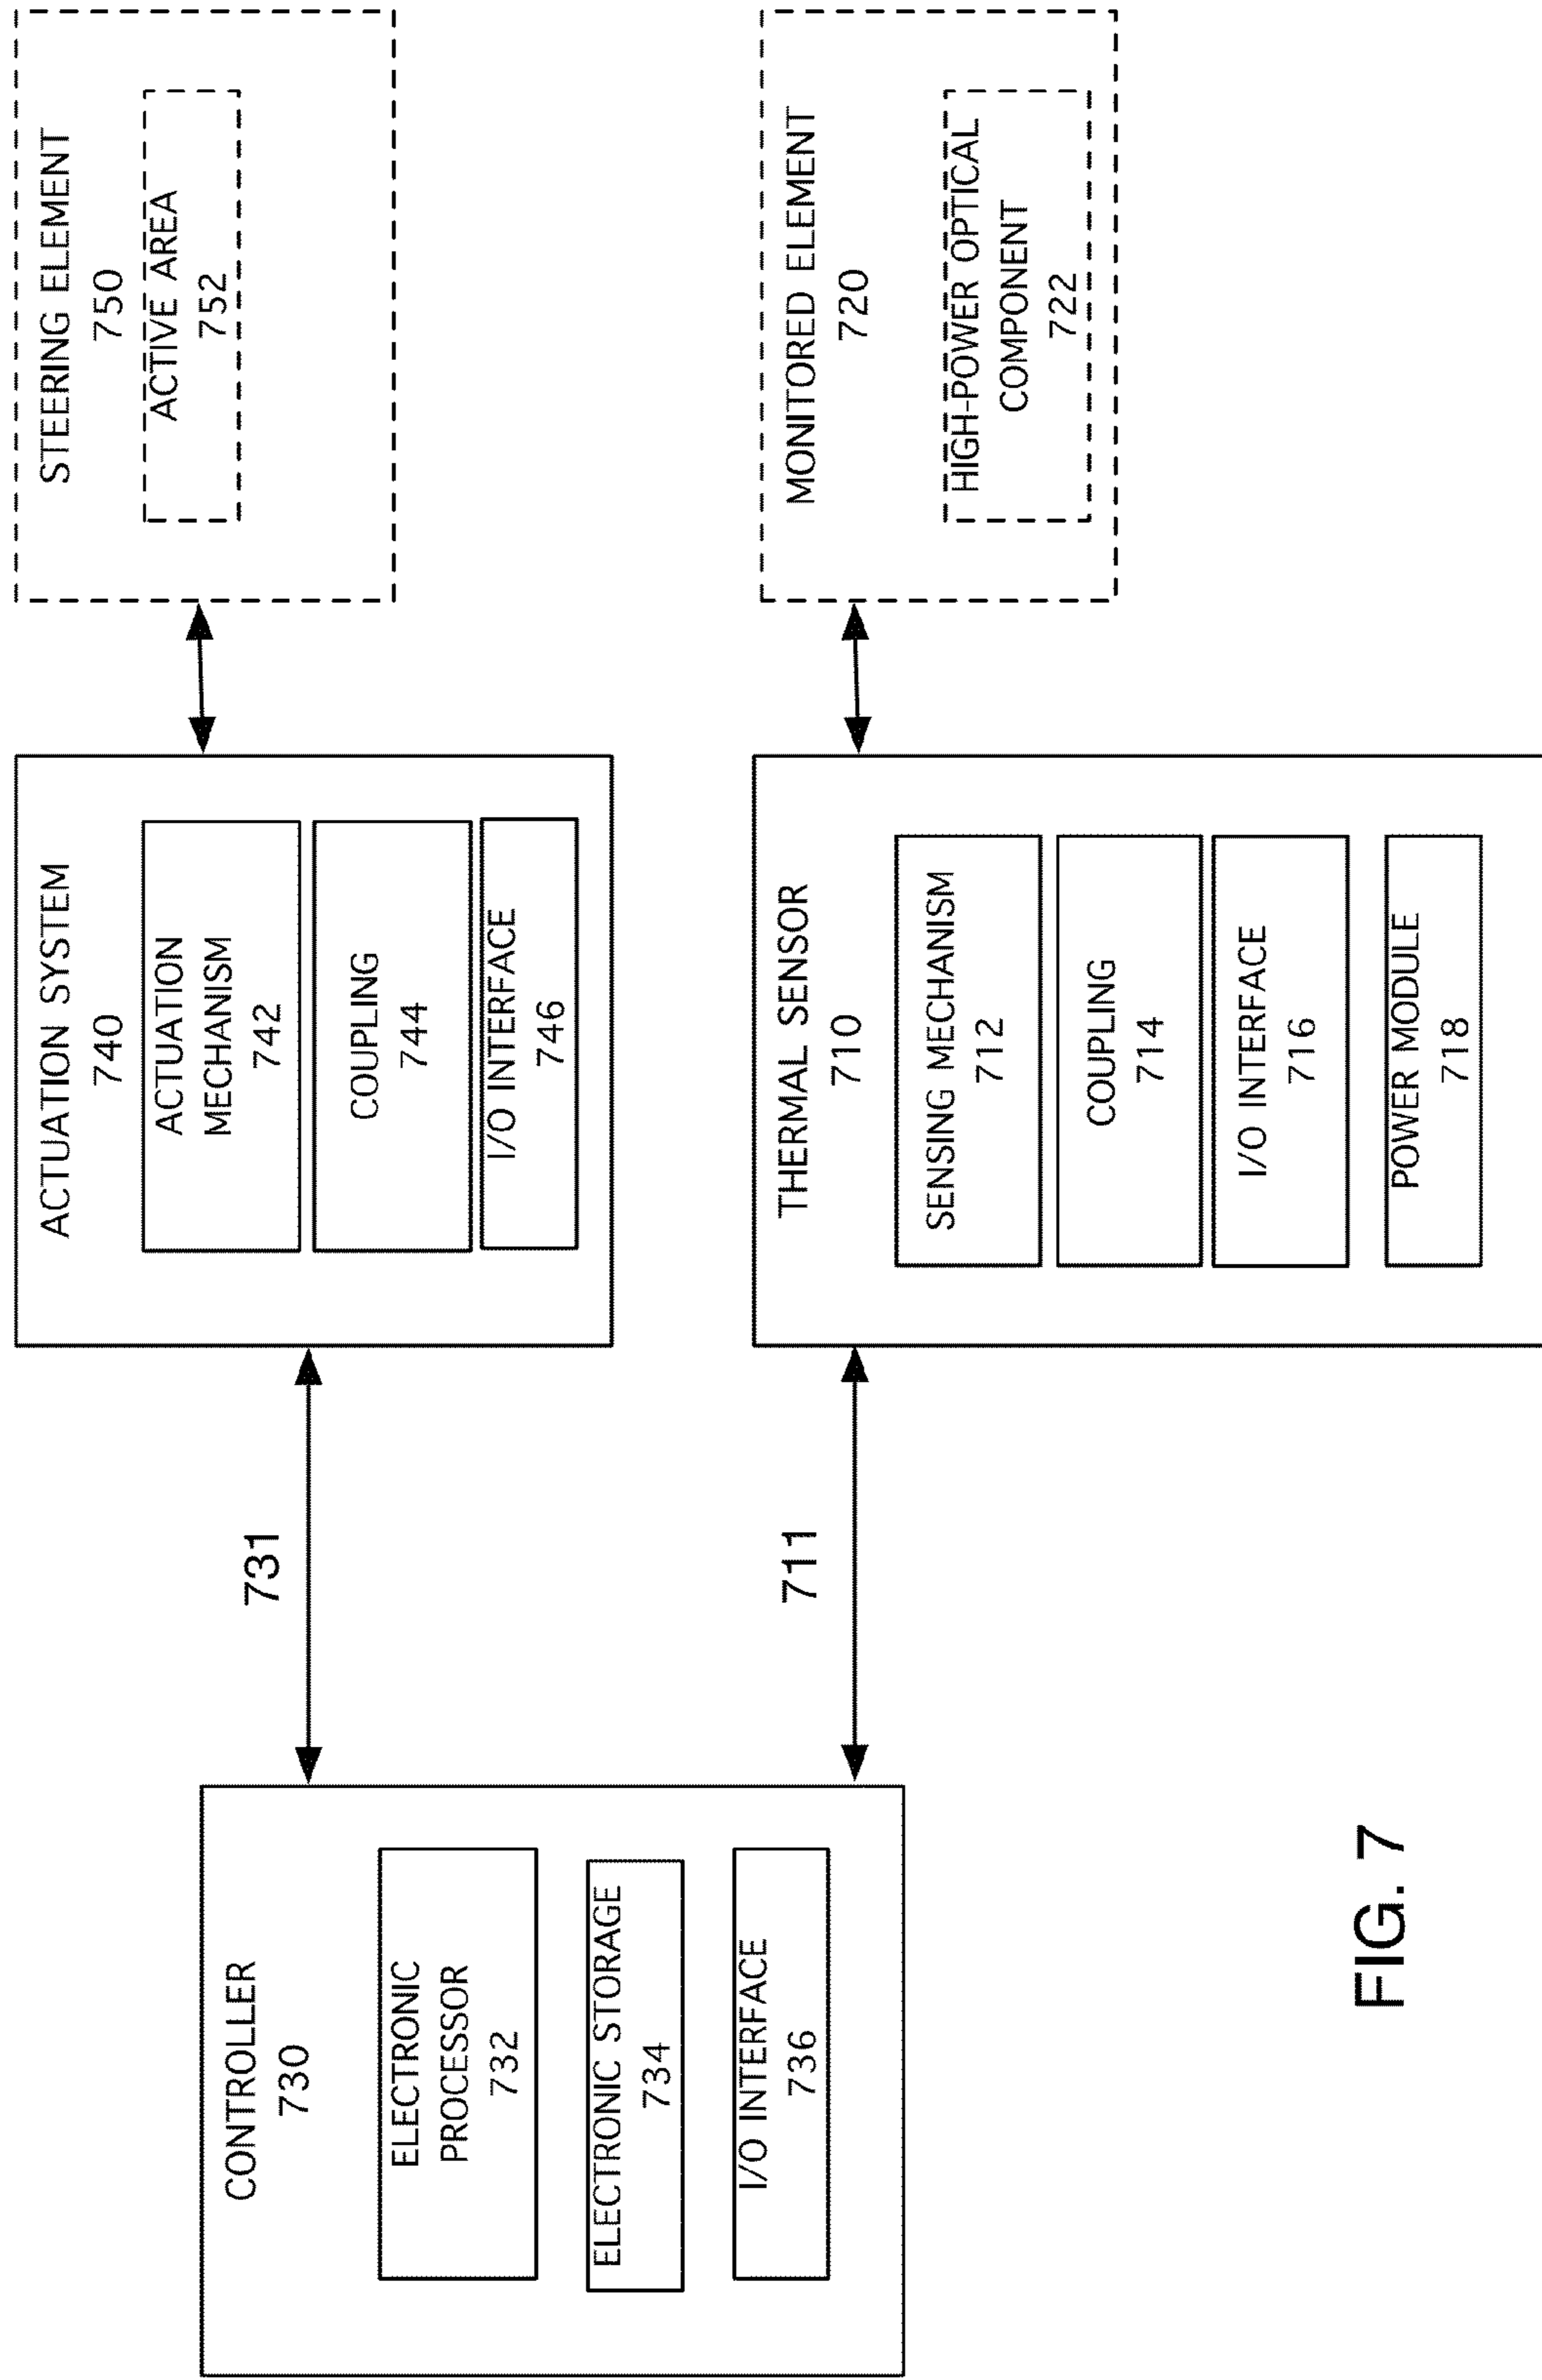 CONTROLLER
730
ELECTRONIC
PROCESSOR
732
ELECTRONIC STORAGE
734
I/O INTERFACE
736
731
711
ACTUATION SYSTEM
740
ACTUATION
MECHANISM
742
COUPLING
744
I/O INTERFACE
746
THERMAL SENSOR
710
SENSING MECHANISM
712
COUPLING
714
I/O INTERFACE
716
POWER MODULE
718
STEERING ELEMENT
750
ACTIVE AREA
752
MONITORED ELEMENT
720
HIGH-POWER OPTICAL
COMPONENT
722
FIG. 7